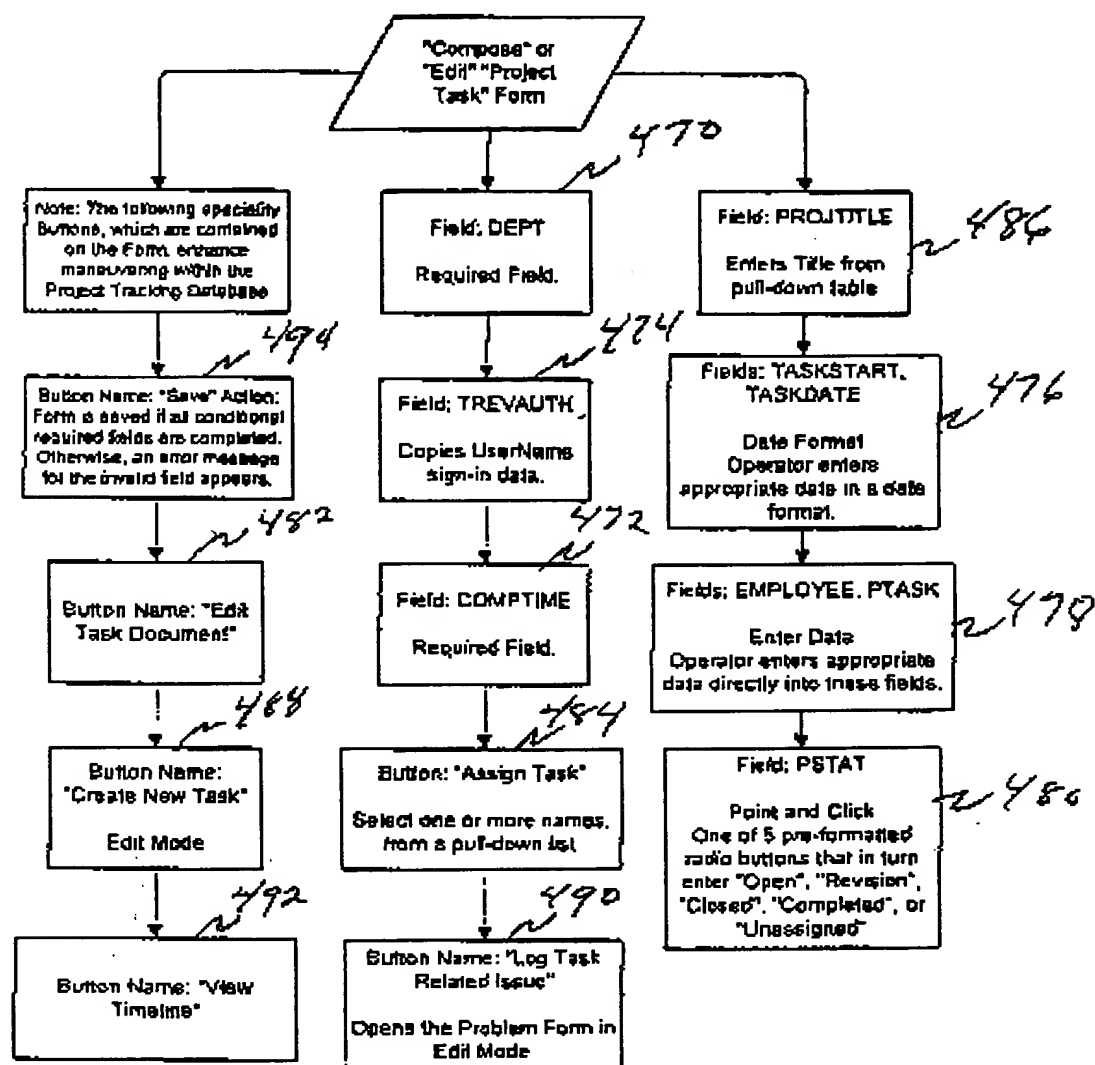 "Compose" or
"Edit" "Project
Task" Form
470
Note: The following speciality
Buttons, which are contained
on the Form, enhance
maneuvering within the
Project Tracking Database
494
Button Name: "Save" Action:
Form is saved if all conditional
required fields are completed.
Otherwise, an error message
for the invalid field appears.
482
Button Name: "Edit
Task Document"
488
Button Name:
"Create New Task"
Edit Mode
492
Button Name: "View
Timeline"
Field: DEPT
Required Field.
474
Field: TREVAUTH
Copies UserName
sign-in data.
472
Field: COMPTIME
Required Field.
484
Button: "Assign Task"
Select one or more names,
from a pull-down list
490
Button Name: "Log Task
Related Issue"
Opens the Problem Form in
Edit Mode
Field: PROJTITLE
Enters Title from
pull-down table
486
Fields: TASKSTART,
TASKDATE
Date Format
Operator enters
appropriate data in a date
format.
476
Fields: EMPLOYEE, PTASK
Enter Data
Operator enters appropriate
data directly into these fields.
478
Field: PSTAT
Point and Click
One of 5 pre-formatted
radio buttons that in turn
enter "Open", "Revision",
"Closed", "Completed", or
"Unassigned"
480